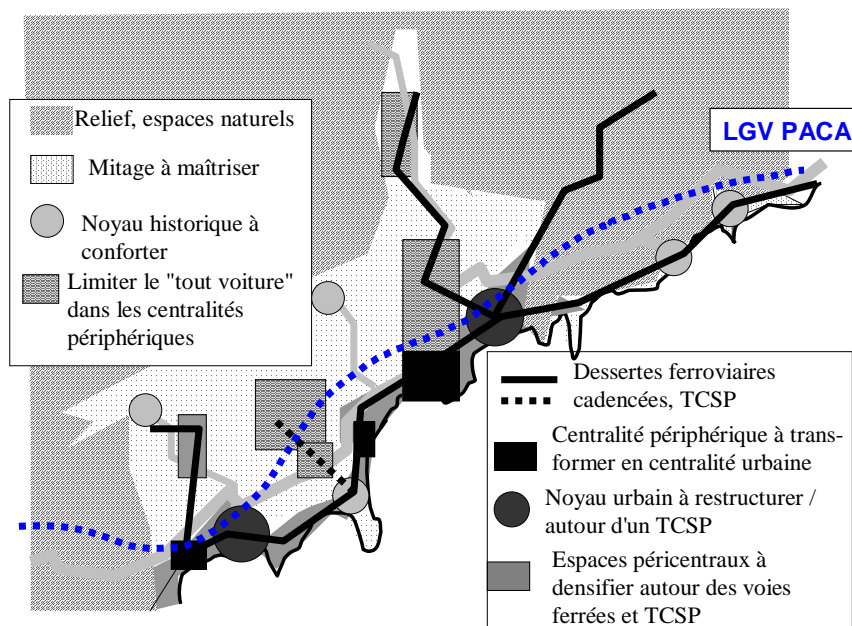 Relief, espaces naturels
Mitage à maîtriser
Noyau historique à
conforter
Limiter le "tout voiture"
dans les centralités
périphériques
LGV PACA
Dessertes ferroviaires
cadencées, TCSP
Centralité périphérique à trans-
former en centralité urbaine
Noyau urbain à restructurer /
autour d'un TCSP
Espaces péricentraux à
densifier autour des voies
ferrées et TCSP